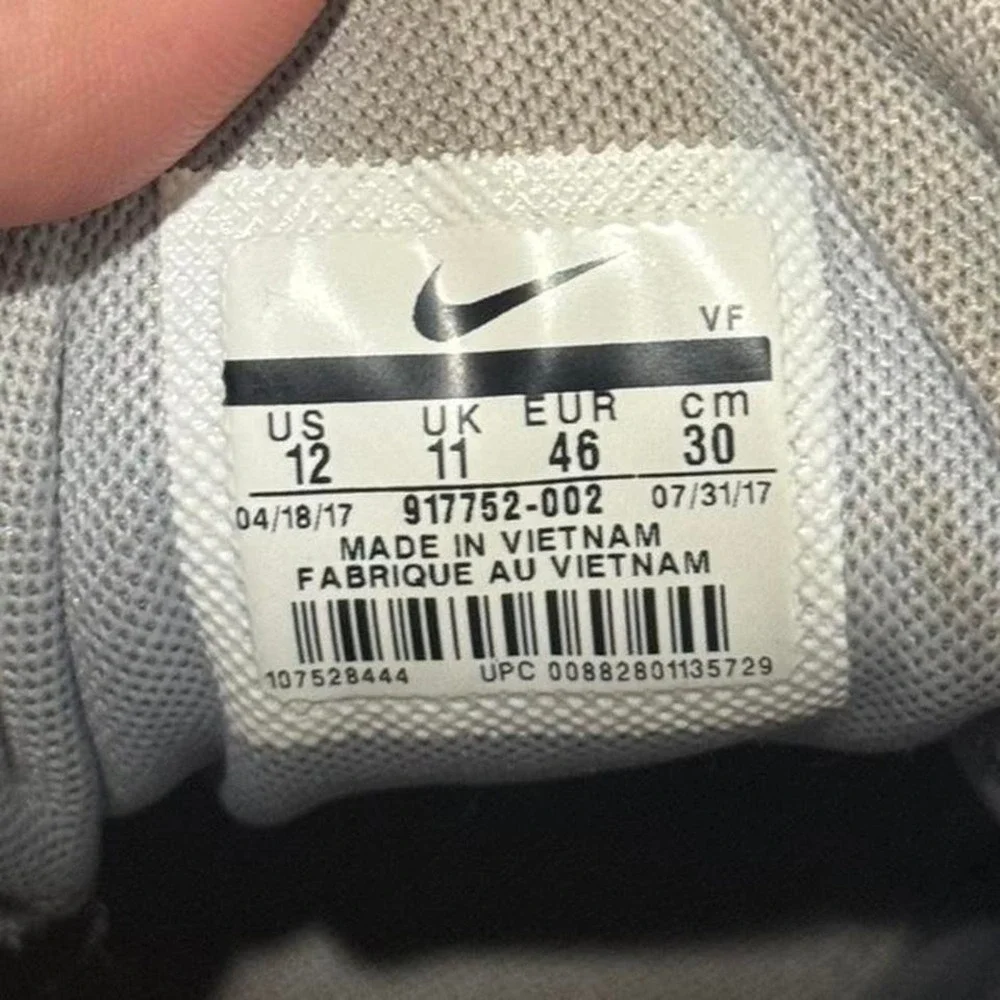 VF
US UK EUR cm
12 11 46 30
04/18/17 917752-002 07/31/17
MADE IN VIETNAM
FABRIQUE AU VIETNAM
107528444 UPC 00882801135729